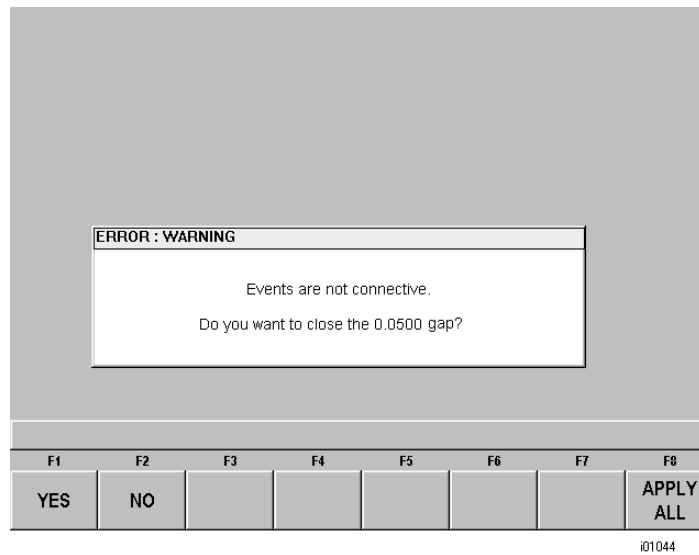 ERROR : WARNING
Events are not connective.
Do you want to close the 0.0500 gap?
F1 F2 F3 F4 F5 F6 F7 F8
YES NO APPLY ALL
i01044